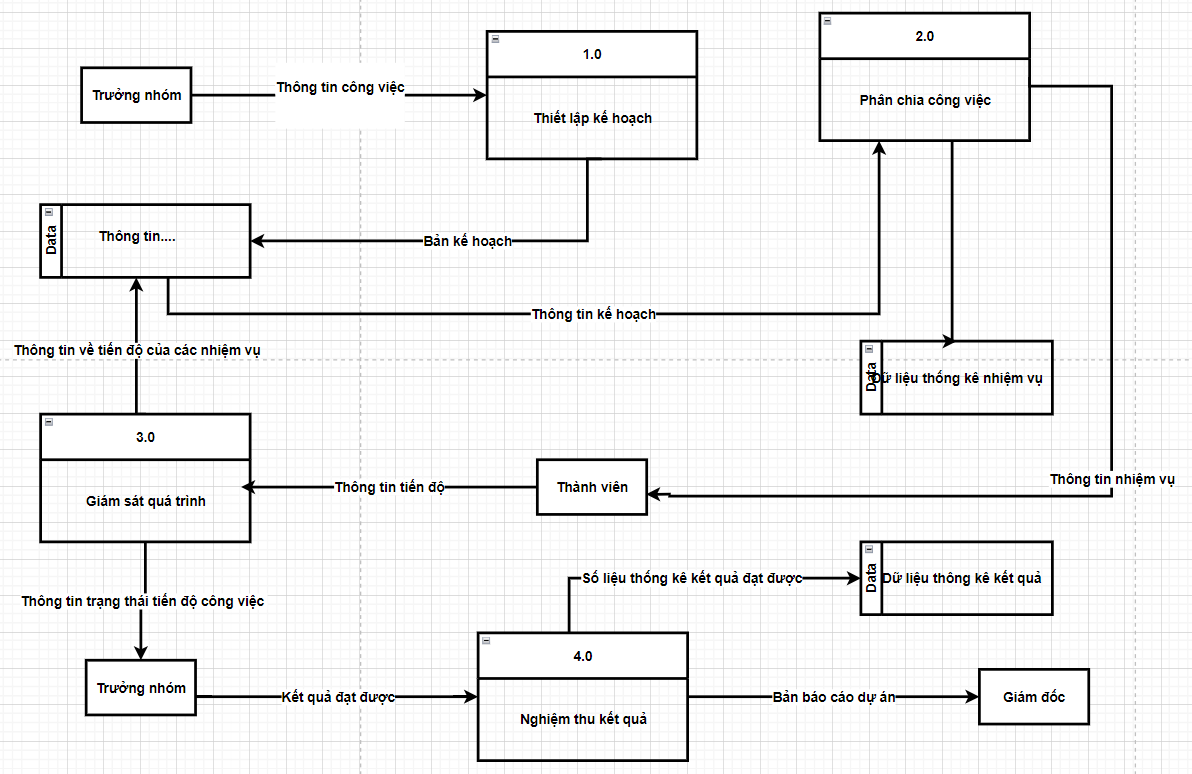 1.0
2.0
Trưởng nhóm
Thông tin công việc
Thiết lập kế hoạch
Phân chia công việc
Data
Thông tin....
Bản kế hoạch
Thông tin kế hoạch
Thông tin về tiến độ của các nhiệm vụ
Data
Dữ liệu thống kê nhiệm vụ
3.0
Giám sát quá trình
Thông tin tiến độ
Thành viên
Thông tin nhiệm vụ
Số liệu thống kê kết quả đạt được
Data
Dữ liệu thông kê kết quả
Thông tin trạng thái tiến độ công việc
4.0
Trưởng nhóm
Kết quả đạt được
Nghiệm thu kết quả
Bản báo cáo dự án
Giám đốc